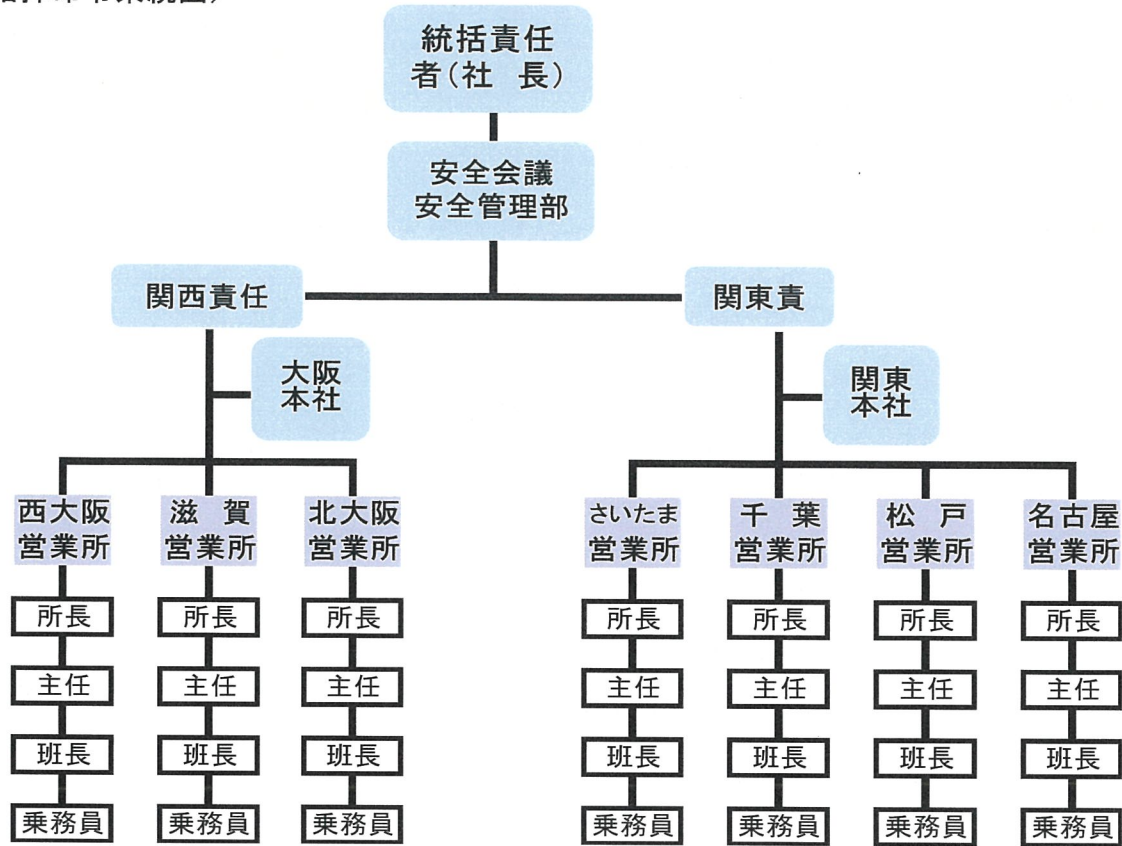 統括責任
者(社 長)
安全会議
安全管理部
関西責任
関東責
大阪
本社
関東
本社
西大阪
営業所
滋 賀
営業所
北大阪
営業所
さいたま
営業所
千 葉
営業所
松 戸
営業所
名古屋
営業所
所長
所長
所長
所長
所長
所長
所長
主任
主任
主任
主任
主任
主任
主任
班長
班長
班長
班長
班長
班長
班長
乗務員
乗務員
乗務員
乗務員
乗務員
乗務員
乗務員